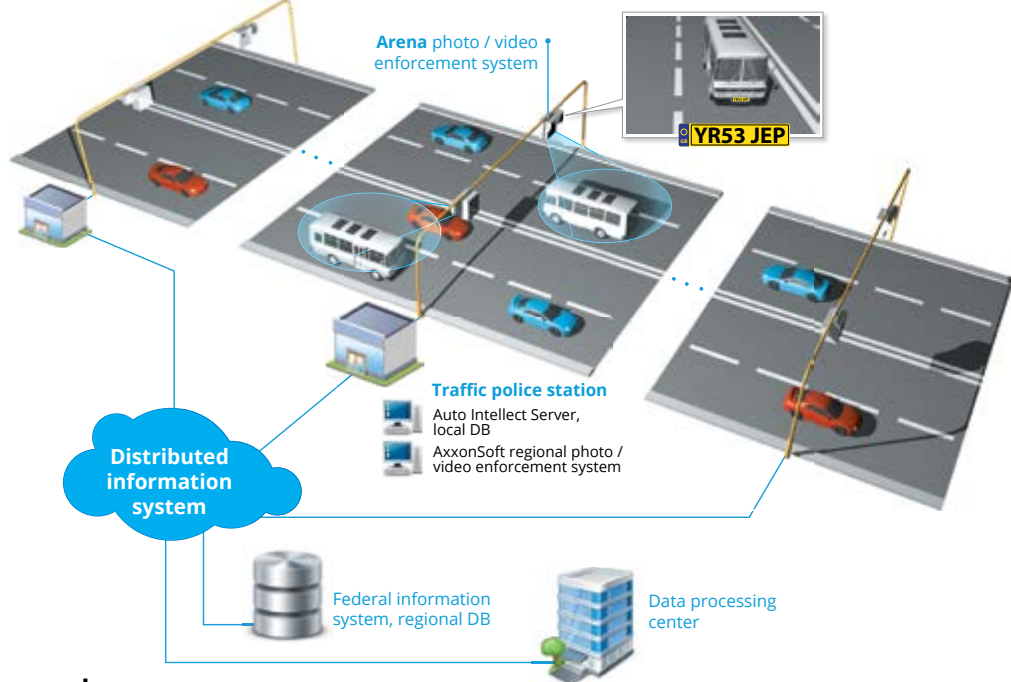 Arena photo / video
enforcement system
YR53 JEP
GB
Traffic police station
Auto Intellect Server,
local DB
AxxonSoft regional photo /
video enforcement system
Distributed
information
system
Federal information
system, regional DB
Data processing
center